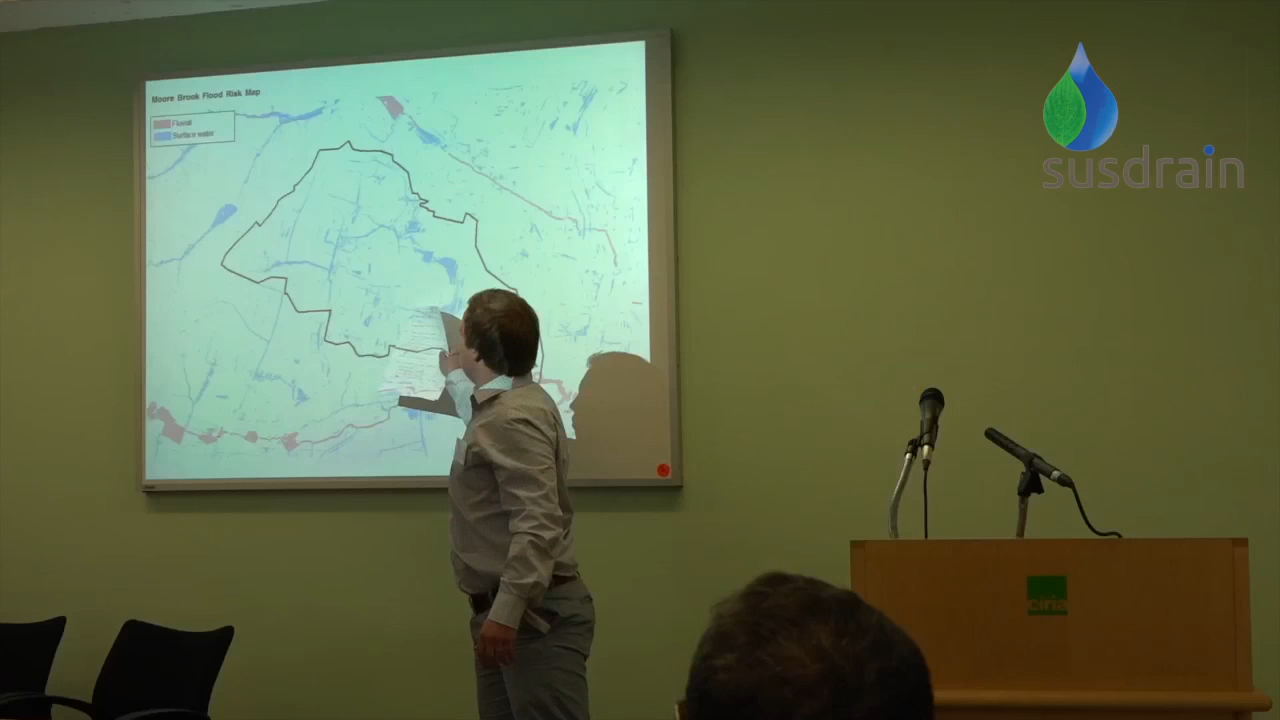 Moore Brook Flood Risk Map
Fluvial
Surface water
susdrain
ciria